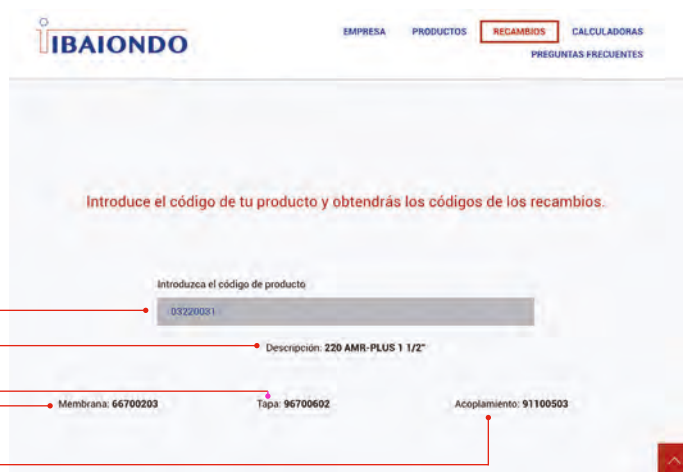 IBAIONDO
EMPRESA PRODUCTOS RECAMBIOS CALCULADORAS
PREGUNTAS FRECUENTES
Introduce el código de tu producto y obtendrás los códigos de los recambios.
Introduzca el código de producto
03220031
Descripción: 220 AMR-PLUS 1 1/2"
Membrana: 66700203 Tapa: 96700602 Acoplamiento: 91100503